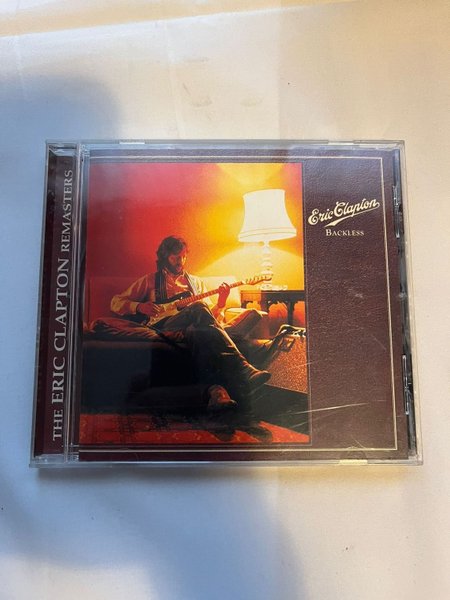 THE ERIC CLAPTON REMASTERS
Eric Clapton
BACKLESS